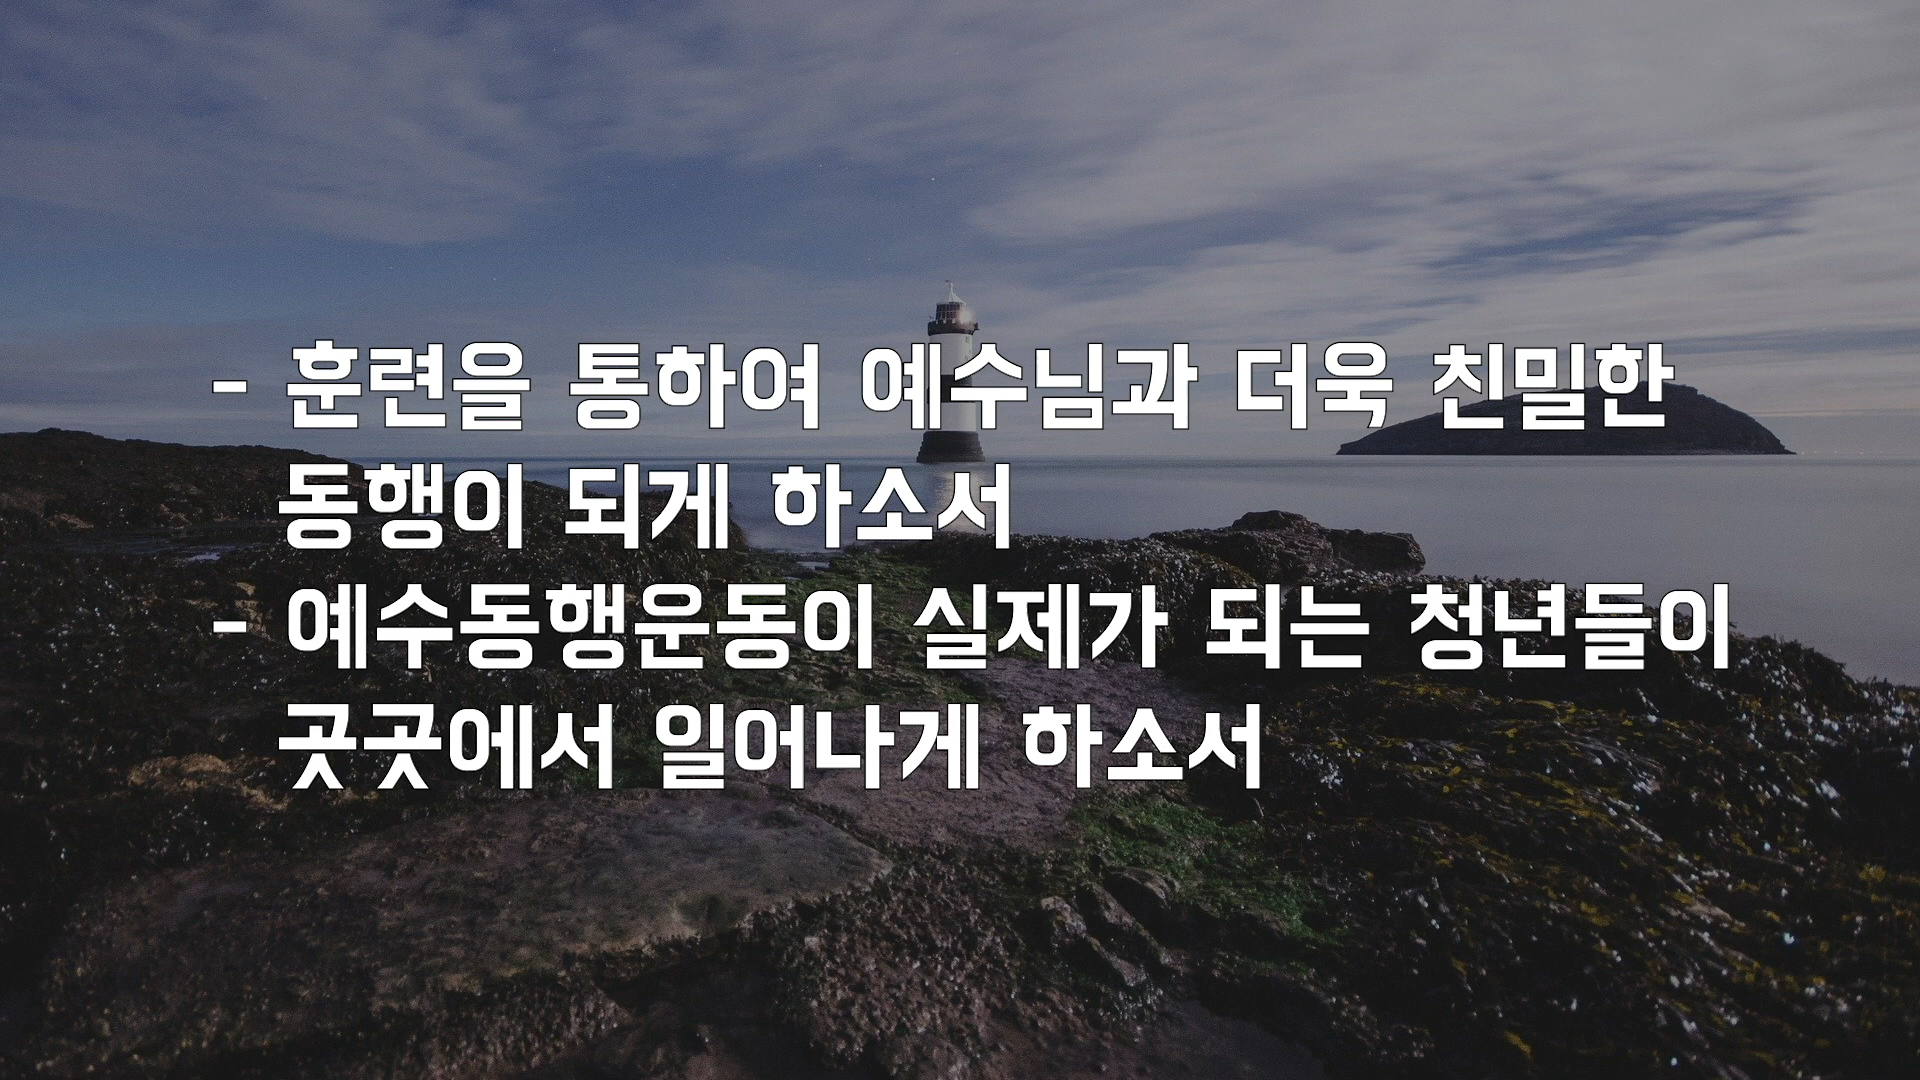 - 훈련을 통하여 예수님과 더욱 친밀한
동행이 되게 하소서
- 예수동행운동이 실제가 되는 청년들이
곳곳에서 일어나게 하소서